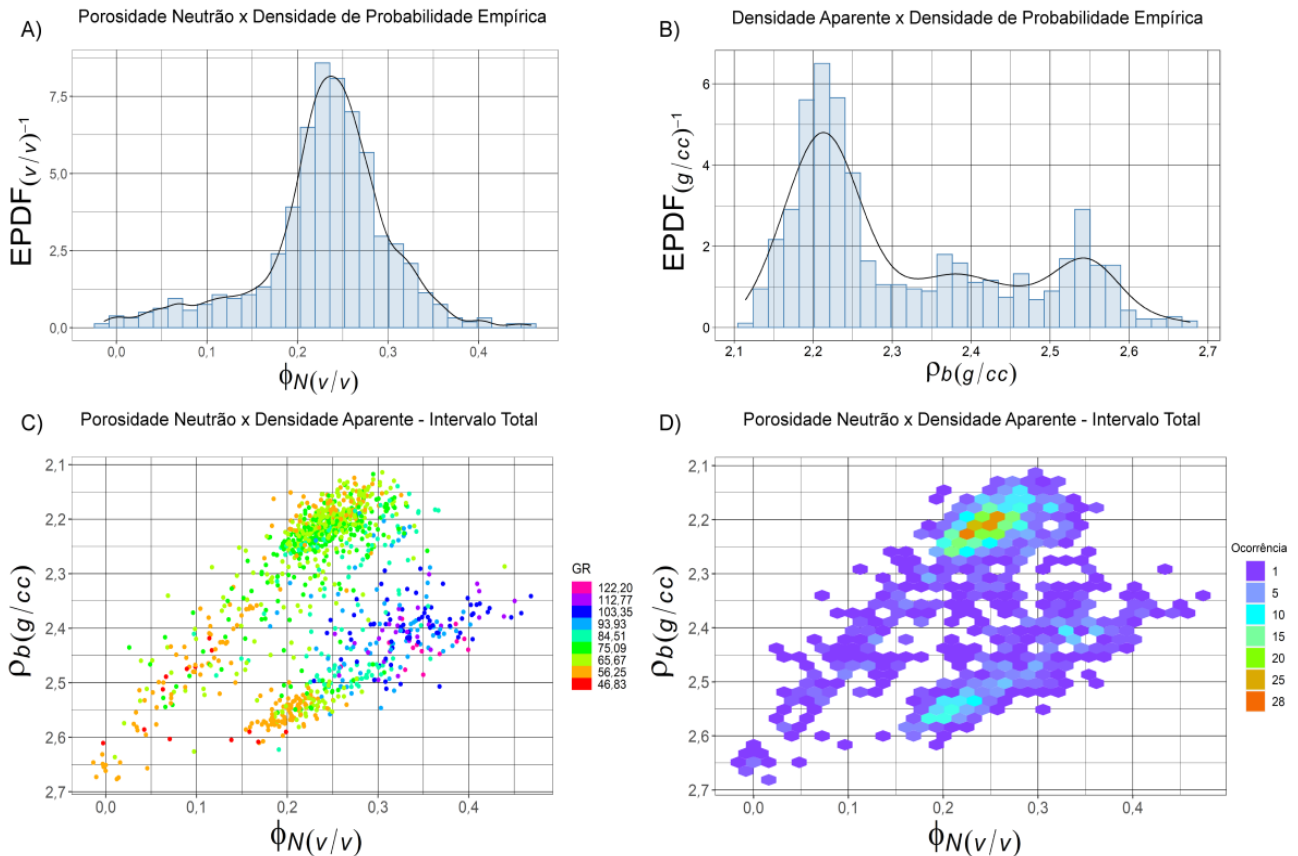 A)
Porosidade Neutrão x Densidade de Probabilidade Empírica
EPDF(v/v)⁻¹
7,5
5,0
2,5
0,0
0,0 0,1 0,2 0,3 0,4
ϕN(v/v)
B)
Densidade Aparente x Densidade de Probabilidade Empírica
EPDF(g/cc)⁻¹
6
4
2
0
2,1 2,2 2,3 2,4 2,5 2,6 2,7
ρb(g/cc)
C)
Porosidade Neutrão x Densidade Aparente - Intervalo Total
ρb(g/cc)
2,1
2,2
2,3
2,4
2,5
2,6
2,7
0,0 0,1 0,2 0,3 0,4
ϕN(v/v)
GR
122,20
112,77
103,35
93,93
84,51
75,09
65,67
56,25
46,83
D)
Porosidade Neutrão x Densidade Aparente - Intervalo Total
ρb(g/cc)
2,1
2,2
2,3
2,4
2,5
2,6
2,7
0,0 0,1 0,2 0,3 0,4
ϕN(v/v)
Ocorrência
1
5
10
15
20
25
28